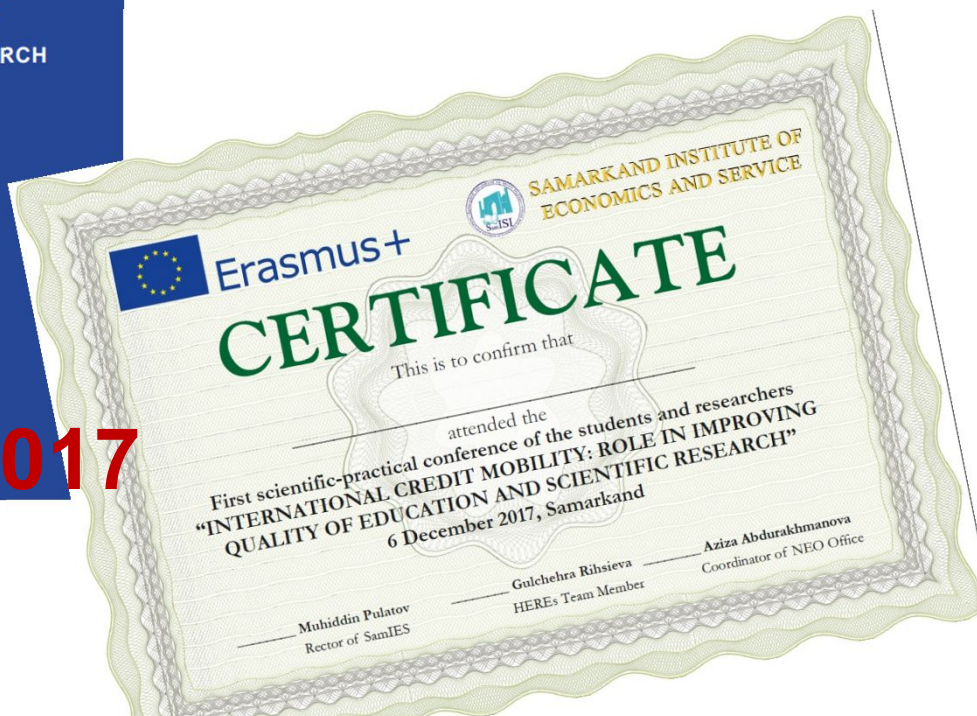 RCH
017
Erasmus+
SamISI
SAMARKAND INSTITUTE OF
ECONOMICS AND SERVICE
CERTIFICATE
This is to confirm that
attended the
First scientific-practical conference of the students and researchers
“INTERNATIONAL CREDIT MOBILITY: ROLE IN IMPROVING
QUALITY OF EDUCATION AND SCIENTIFIC RESEARCH”
6 December 2017, Samarkand
Muhiddin Pulatov
Rector of SamIES
Gulchehra Rihsieva
HEREs Team Member
Aziza Abdurakhmanova
Coordinator of NEO Office